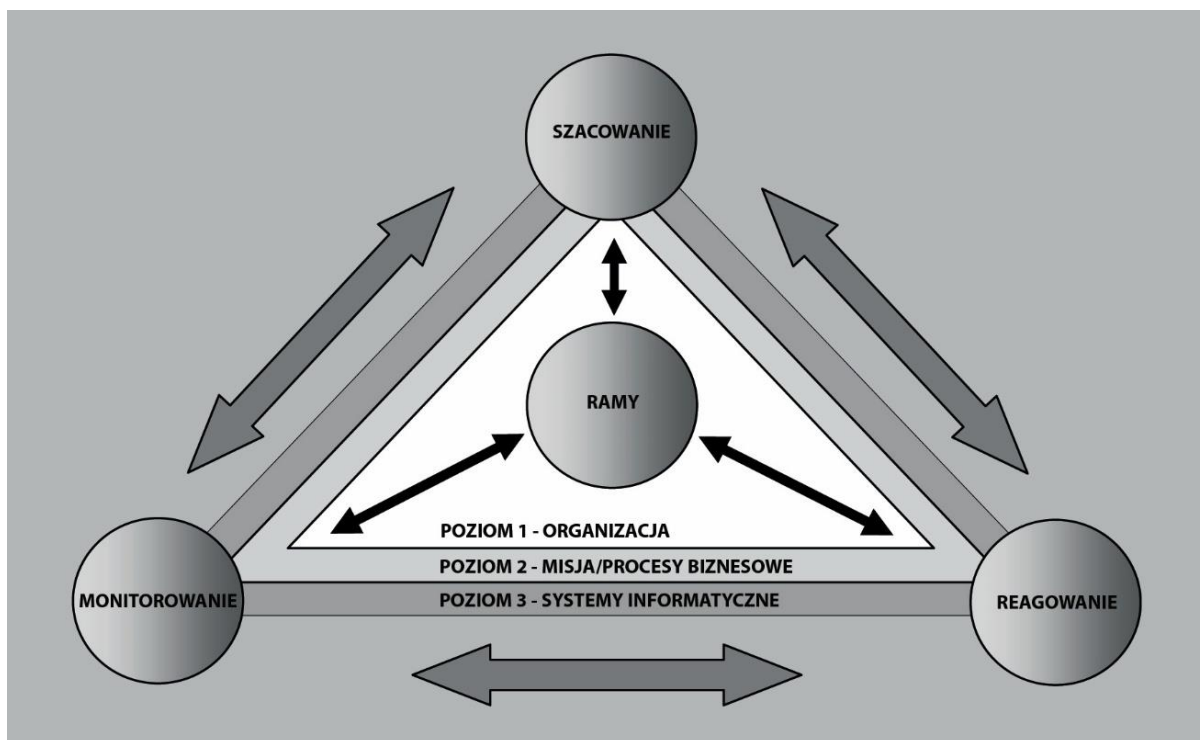 SZACOWANIE
RAMY
POZIOM 1 - ORGANIZACJA
POZIOM 2 - MISJA/PROCESY BIZNESOWE
MONITOROWANIE
POZIOM 3 - SYSTEMY INFORMATYCZNE
REAGOWANIE